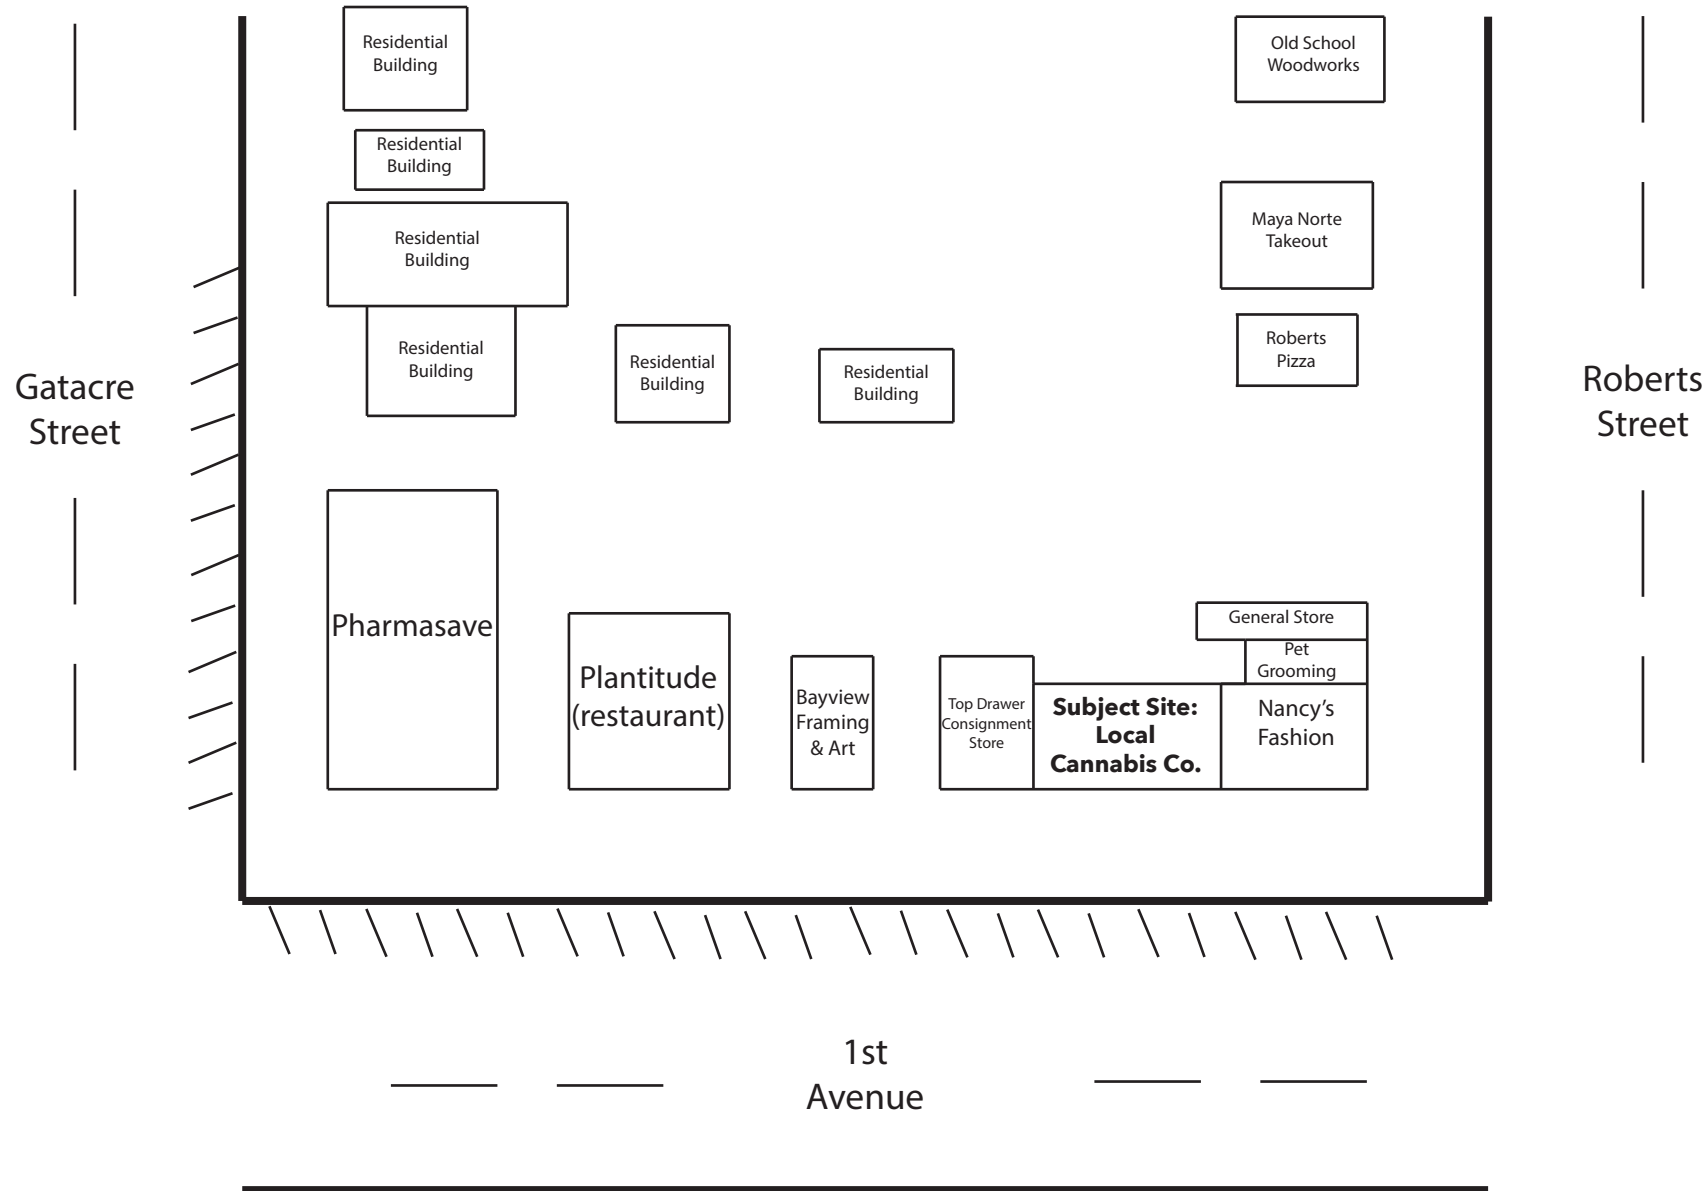 Residential
Building
Old School
Woodworks
Residential
Building
Residential
Building
Maya Norte
Takeout
Residential
Building
Residential
Building
Residential
Building
Roberts
Pizza
Gatacre
Street
Roberts
Street
Pharmasave
Plantitude
(restaurant)
Bayview
Framing
& Art
Top Drawer
Consignment
Store
Subject Site:
Local
Cannabis Co.
General Store
Pet
Grooming
Nancy's
Fashion
1st
Avenue